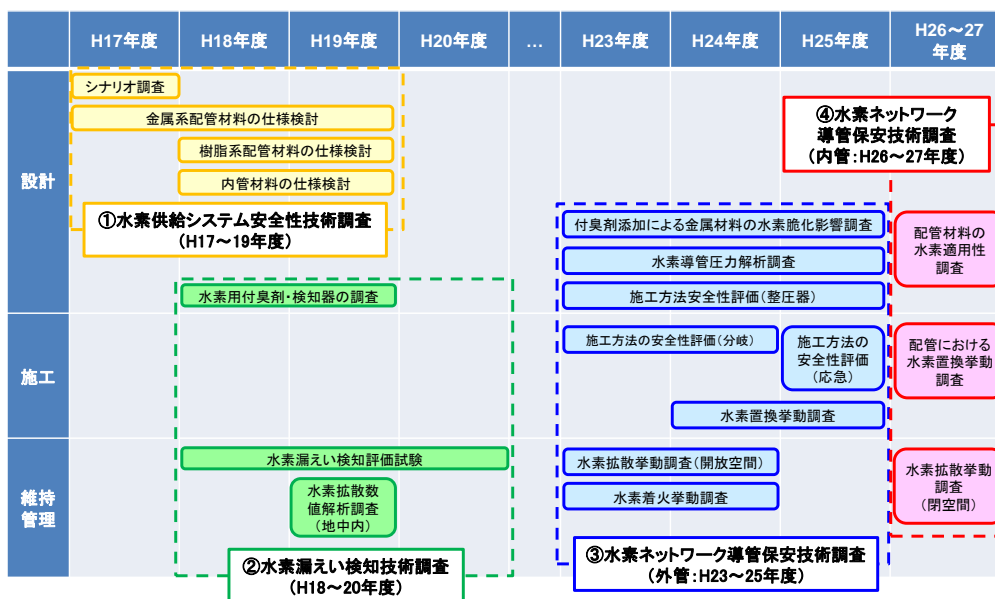 H17年度
H18年度
H19年度
H20年度
…
H23年度
H24年度
H25年度
H26～27
年度
設計
シナリオ調査
金属系配管材料の仕様検討
樹脂系配管材料の仕様検討
内管材料の仕様検討
①水素供給システム安全性技術調査
(H17～19年度)
水素用付臭剤・検知器の調査
④水素ネットワーク
導管保安技術調査
(内管:H26～27年度)
付臭剤添加による金属材料の水素脆化影響調査
水素導管圧力解析調査
施工方法安全性評価(整圧器)
配管材料の
水素適用性
調査
施工
施工方法の安全性評価(分岐)
施工方法の
安全性評価
(応急)
水素置換挙動調査
配管における
水素置換挙動
調査
維持
管理
水素漏えい検知評価試験
水素拡散数
値解析調査
(地中内)
②水素漏えい検知技術調査
(H18～20年度)
水素拡散挙動調査(開放空間)
水素着火挙動調査
③水素ネットワーク導管保安技術調査
(外管:H23～25年度)
水素拡散挙動
調査
(閉空間)